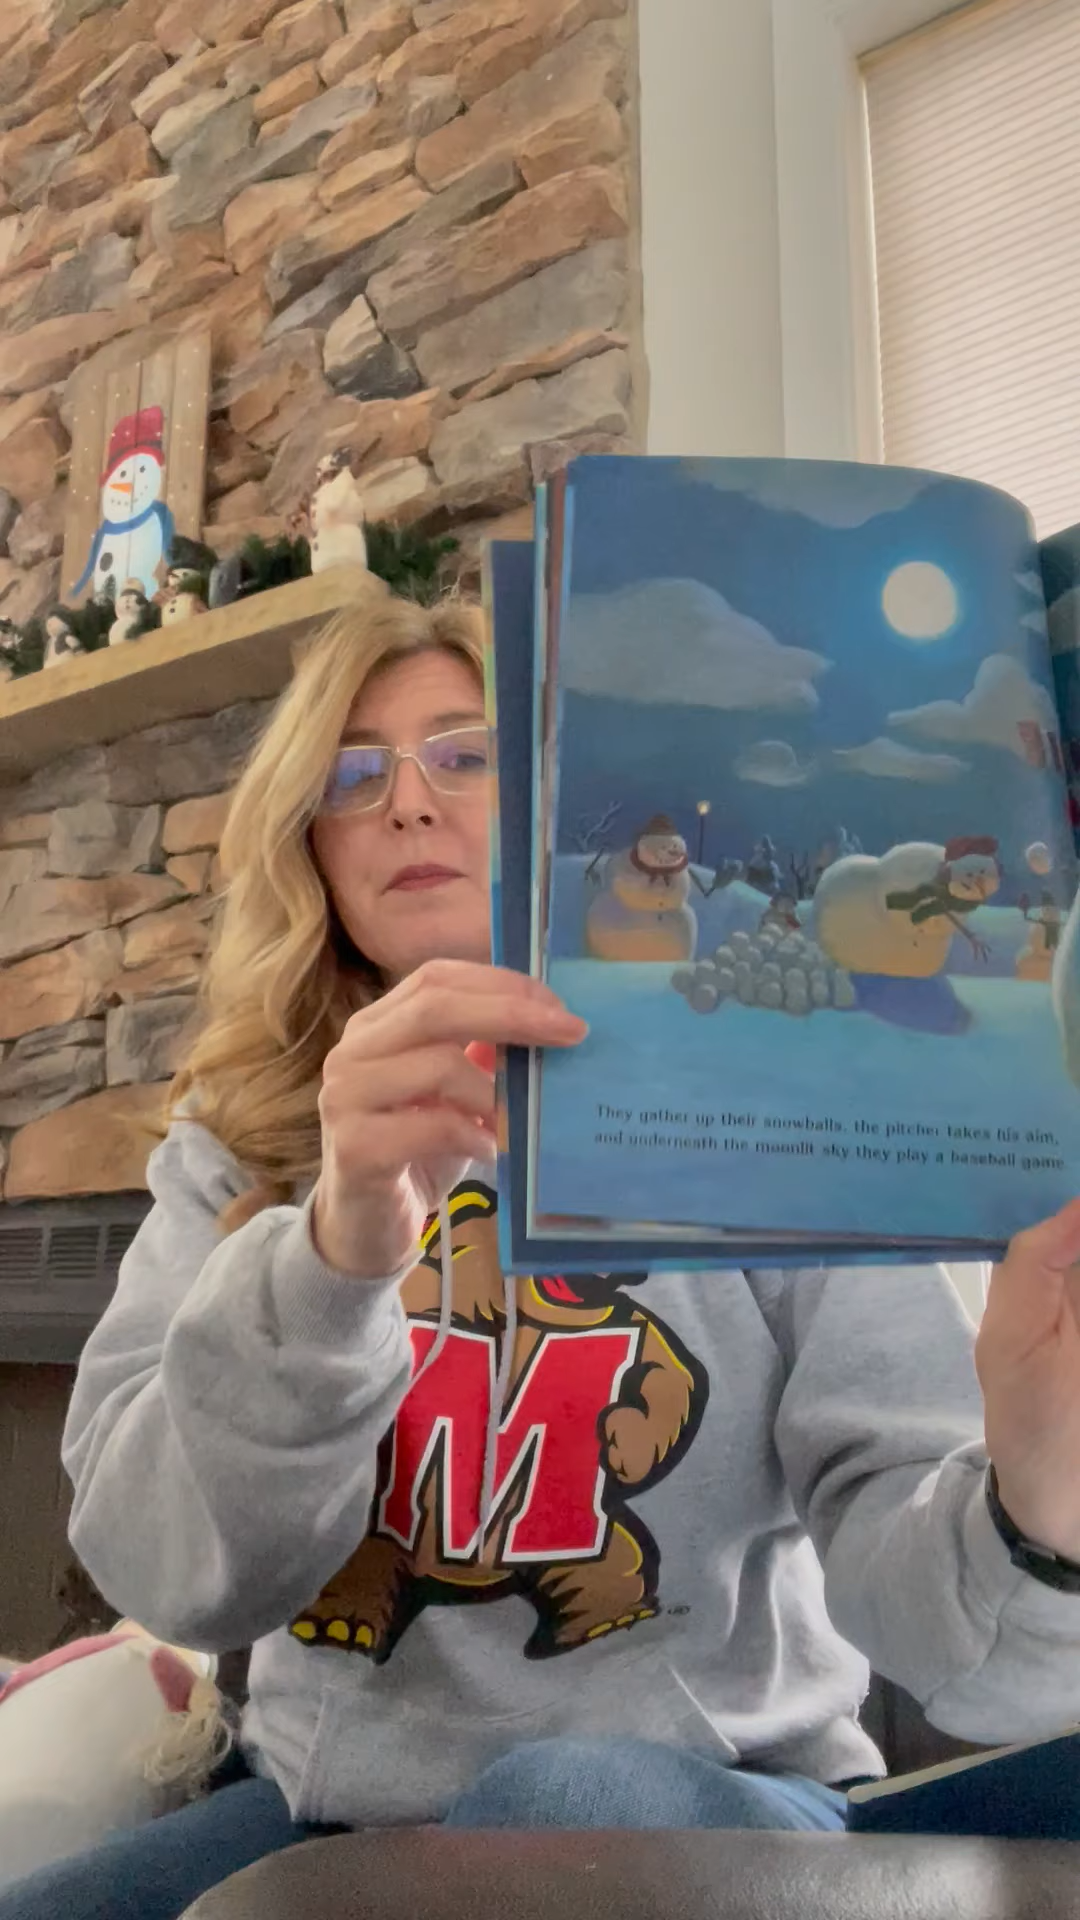 They gather up their snowballs, the pitcher takes his aim,
and underneath the moonlit sky they play a baseball game.
M